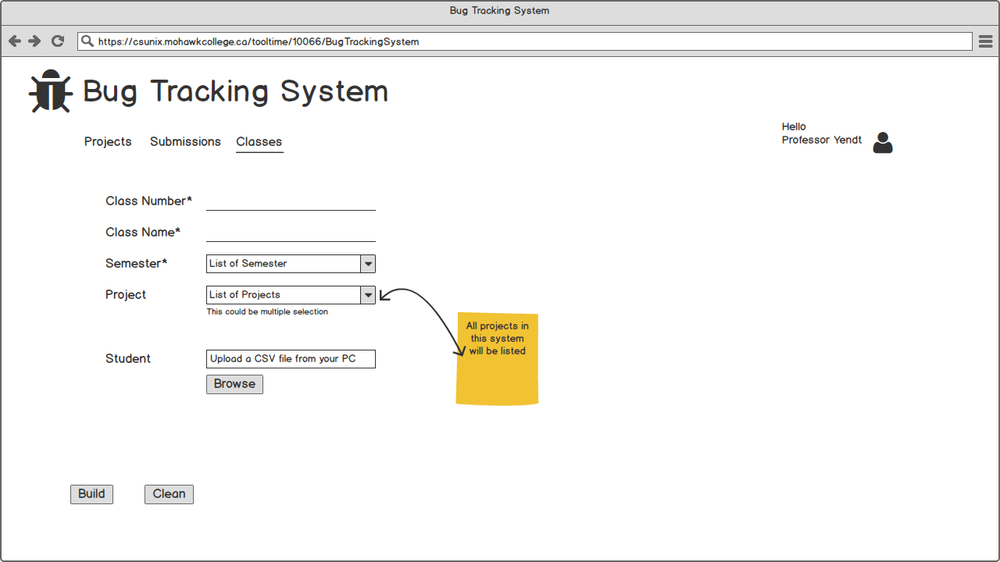 Bug Tracking System
https://csunix.mohawkcollege.ca/tooltime/10066/BugTrackingSystem
Bug Tracking System
Projects Submissions Classes
Hello
Professor Yendt
Class Number*
Class Name*
Semester* List of Semester
Project List of Projects
This could be multiple selection
All projects in
this system
will be listed
Student Upload a CSV file from your PC
Browse
Build Clean